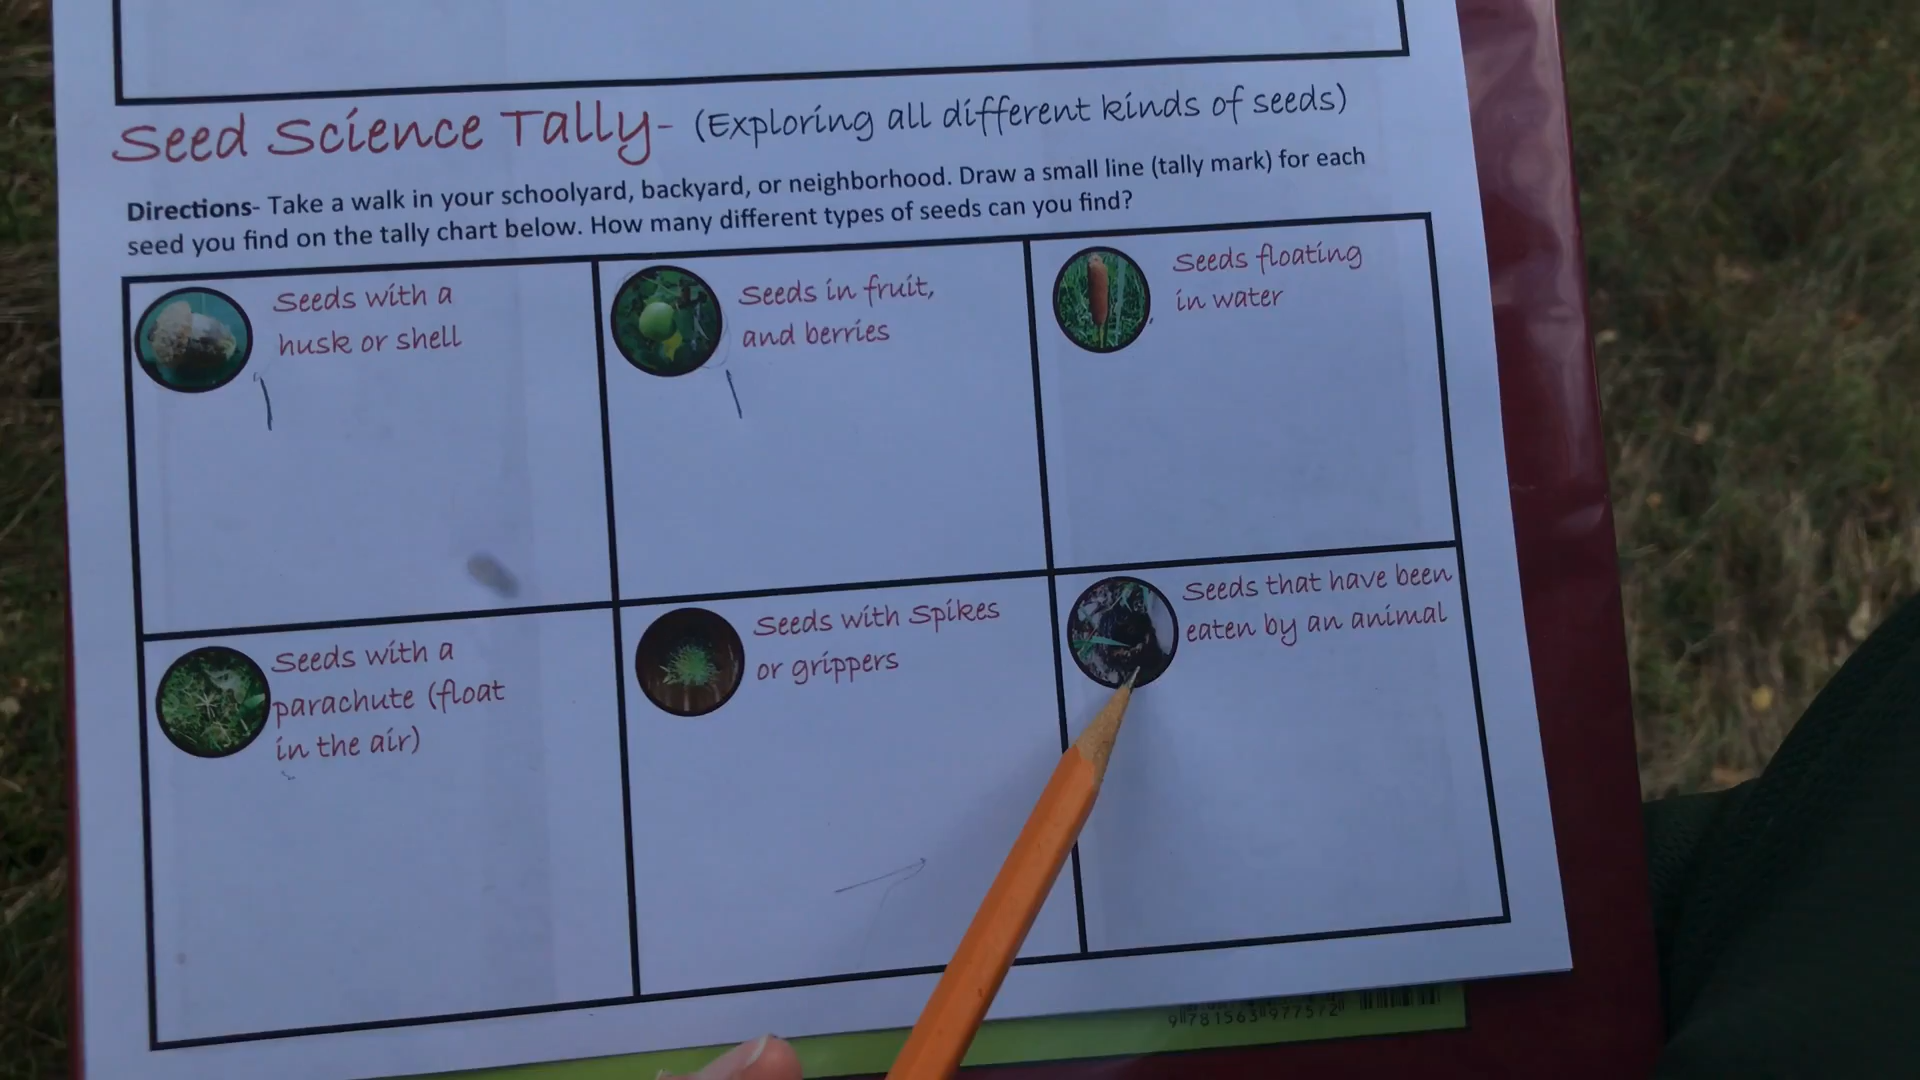 Seed Science Tally- (Exploring all different kinds of seeds)
Directions- Take a walk in your schoolyard, backyard, or neighborhood. Draw a small line (tally mark) for each
seed you find on the tally chart below. How many different types of seeds can you find?
Seeds with a
husk or shell
Seeds in fruit,
and berries
Seeds floating
in water
Seeds with a
parachute (float
in the air)
Seeds with Spikes
or grippers
Seeds that have been
eaten by an animal
9 781563 977572